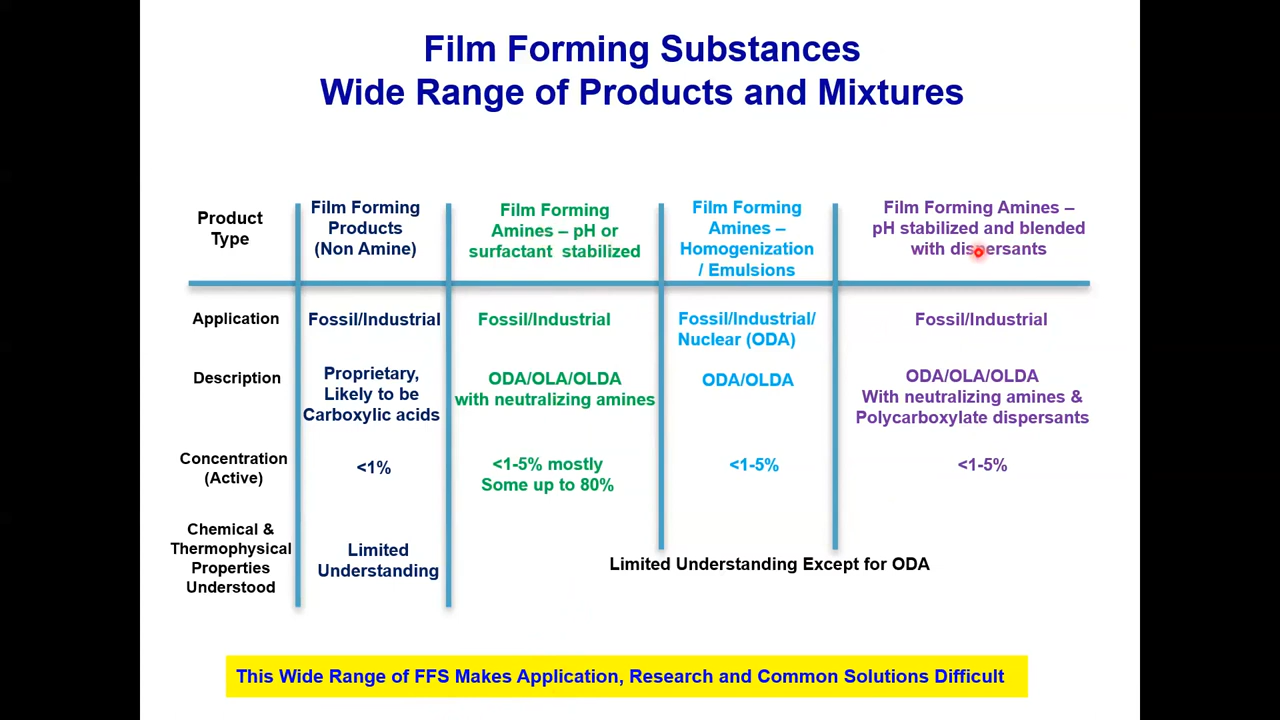 Film Forming Substances
Wide Range of Products and Mixtures
Product
Type
Film Forming
Products
(Non Amine)
Film Forming
Amines – pH or
surfactant stabilized
Film Forming
Amines –
Homogenization
/ Emulsions
Film Forming Amines –
pH stabilized and blended
with dispersants
Application
Fossil/Industrial
Fossil/Industrial
Fossil/Industrial/
Nuclear (ODA)
Fossil/Industrial
Description
Proprietary,
Likely to be
Carboxylic acids
ODA/OLA/OLDA
with neutralizing amines
ODA/OLDA
ODA/OLA/OLDA
With neutralizing amines &
Polycarboxylate dispersants
Concentration
(Active)
<1%
<1-5% mostly
Some up to 80%
<1-5%
<1-5%
Chemical &
Thermophysical
Properties
Understood
Limited
Understanding
Limited Understanding Except for ODA
This Wide Range of FFS Makes Application, Research and Common Solutions Difficult